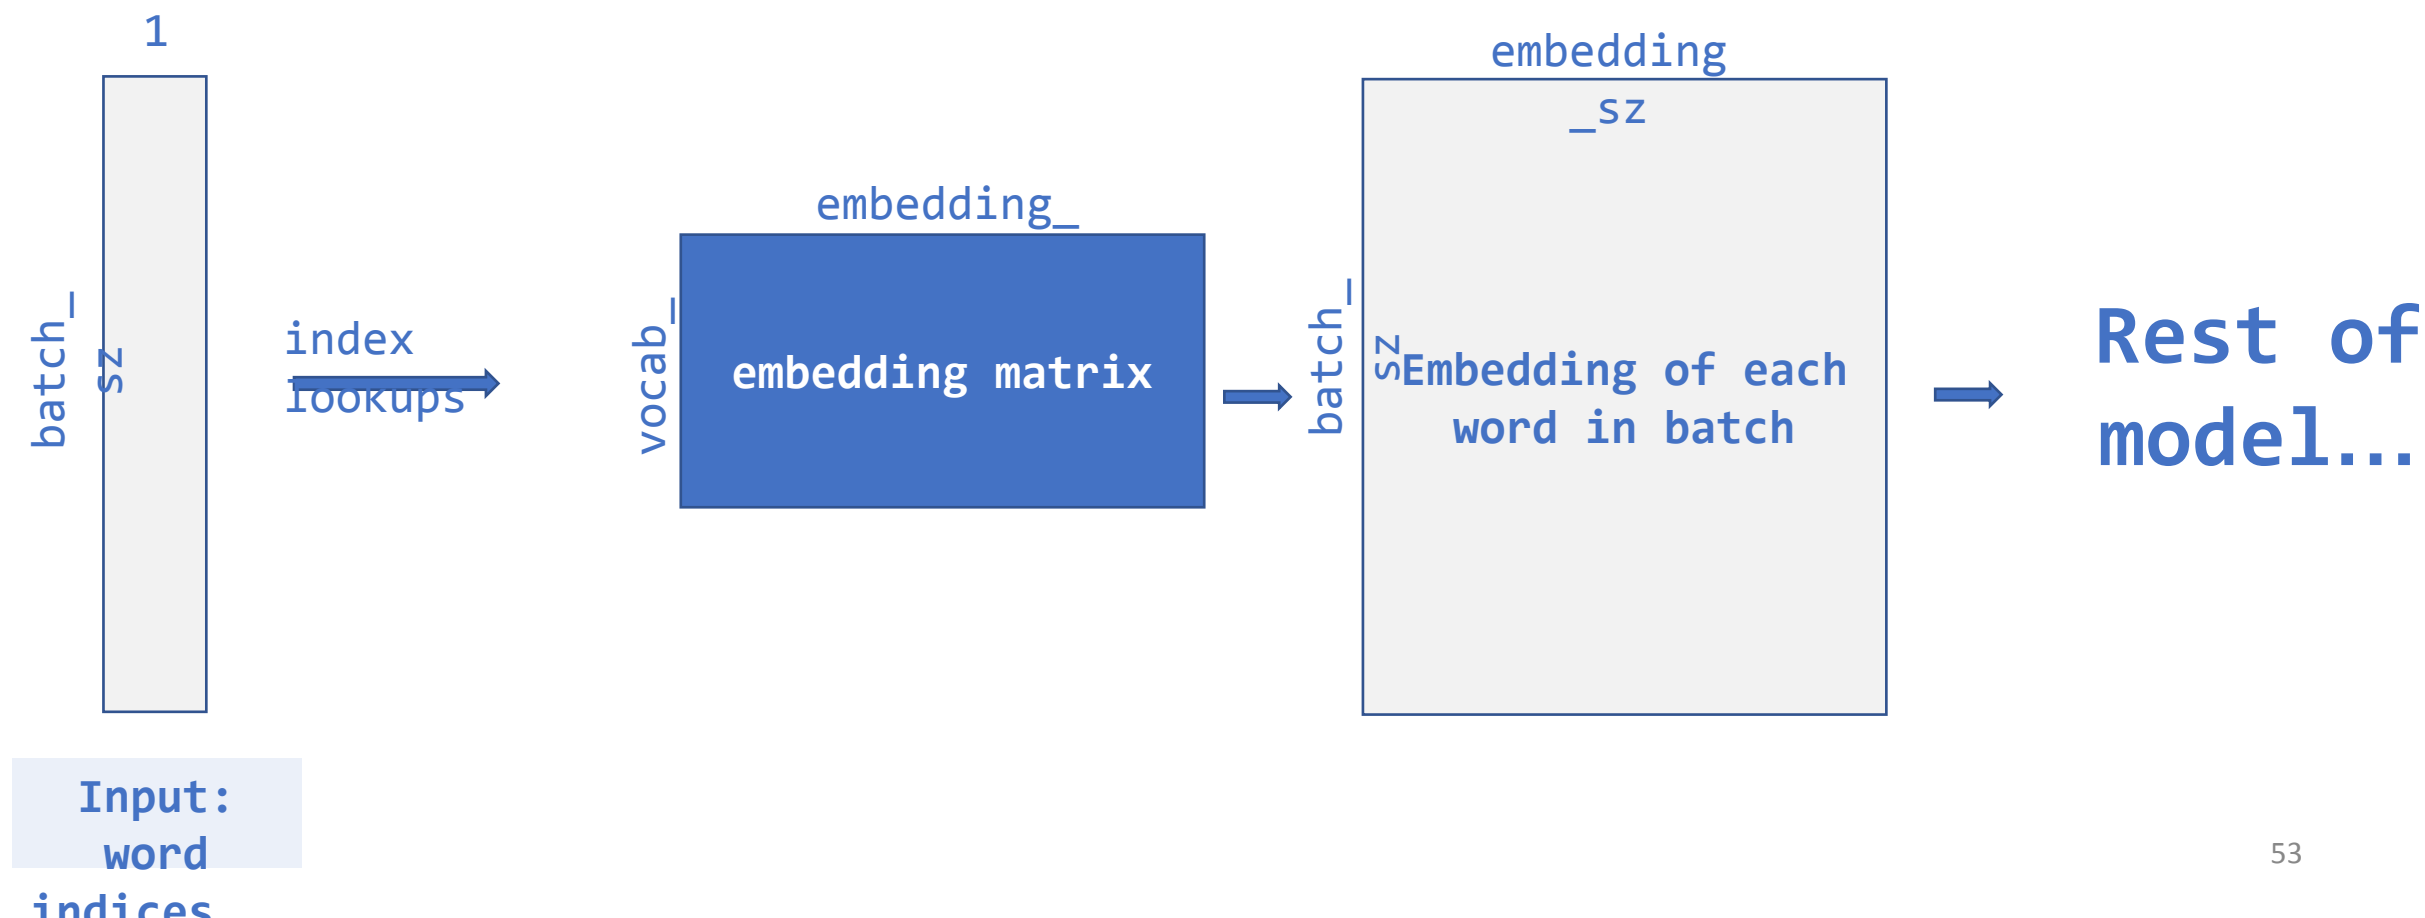 1
batch_
sz
Input:
word
indices
index
lookups
embedding_
vocab_
embedding matrix
embedding
_sz
batch_
sz
Embedding of each
word in batch
Rest of
model...
53